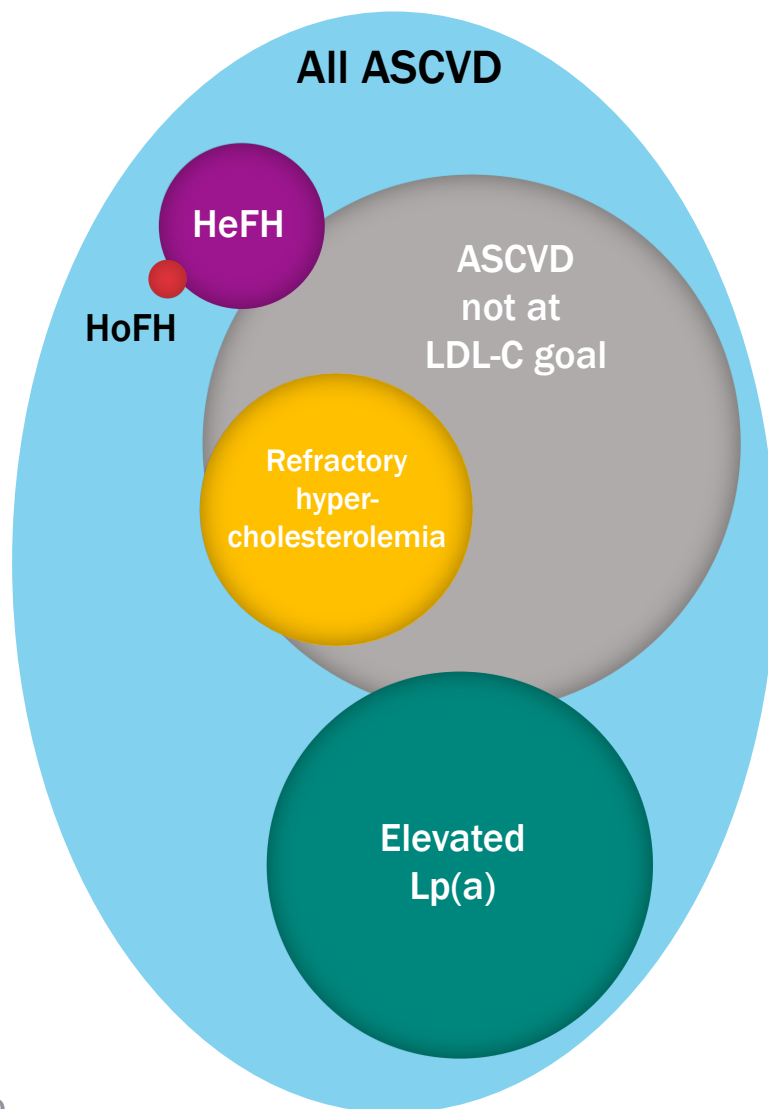 All ASCVD
HeFH
HoFH
ASCVD
not at
LDL-C goal
Refractory
hyper-
cholesterolemia
Elevated
Lp(a)